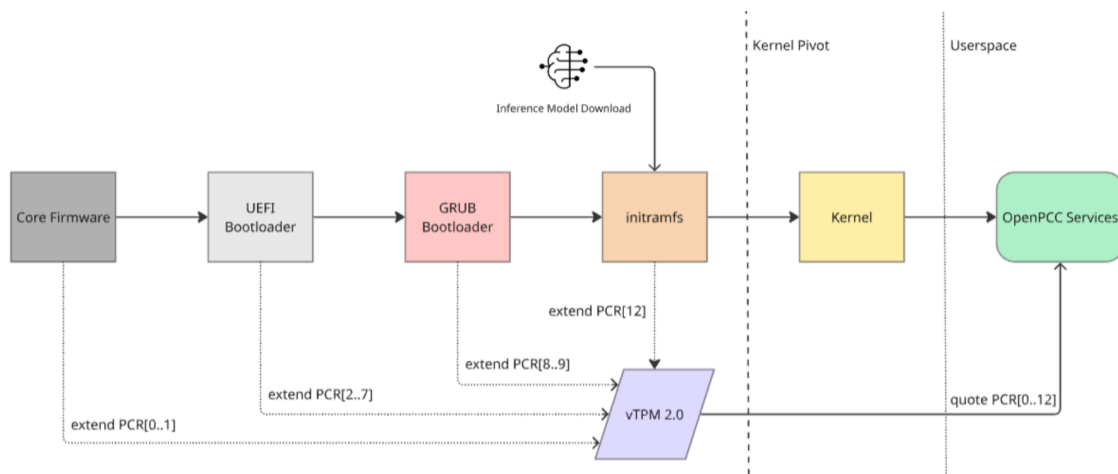 Kernel Pivot
Userspace
Inference Model Download
Core Firmware
UEFI
Bootloader
GRUB
Bootloader
initramfs
Kernel
OpenPCC Services
extend PCR[12]
extend PCR[8..9]
extend PCR[2..7]
extend PCR[0..1]
vTPM 2.0
quote PCR[0..12]